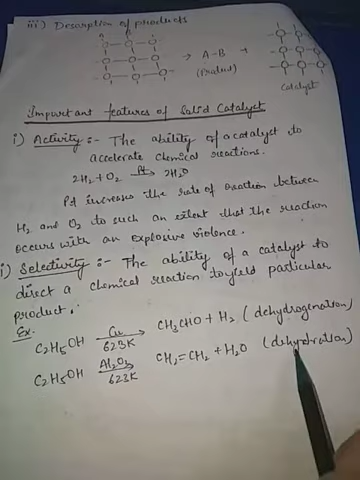 iii) Desorption of products
A-B +
(Product)
catalyst
Important features of Solid Catalyst
i) Activity :- The ability of a catalyst to
accelerate chemical reactions.
2H₂ + O₂ Pt → 2H₂O
Pt increases the rate of reaction between
H₂ and O₂ to such an extent that the reaction
occurs with an explosive violence.
i) Selectivity :- The ability of a catalyst to
direct a chemical reaction to yield particular
product.
Ex.
C₂H₅OH Cu → 623K CH₃CHO + H₂ (dehydrogenation)
C₂H₅OH Al₂O₃ → 623K CH₂=CH₂ + H₂O (dehydration)